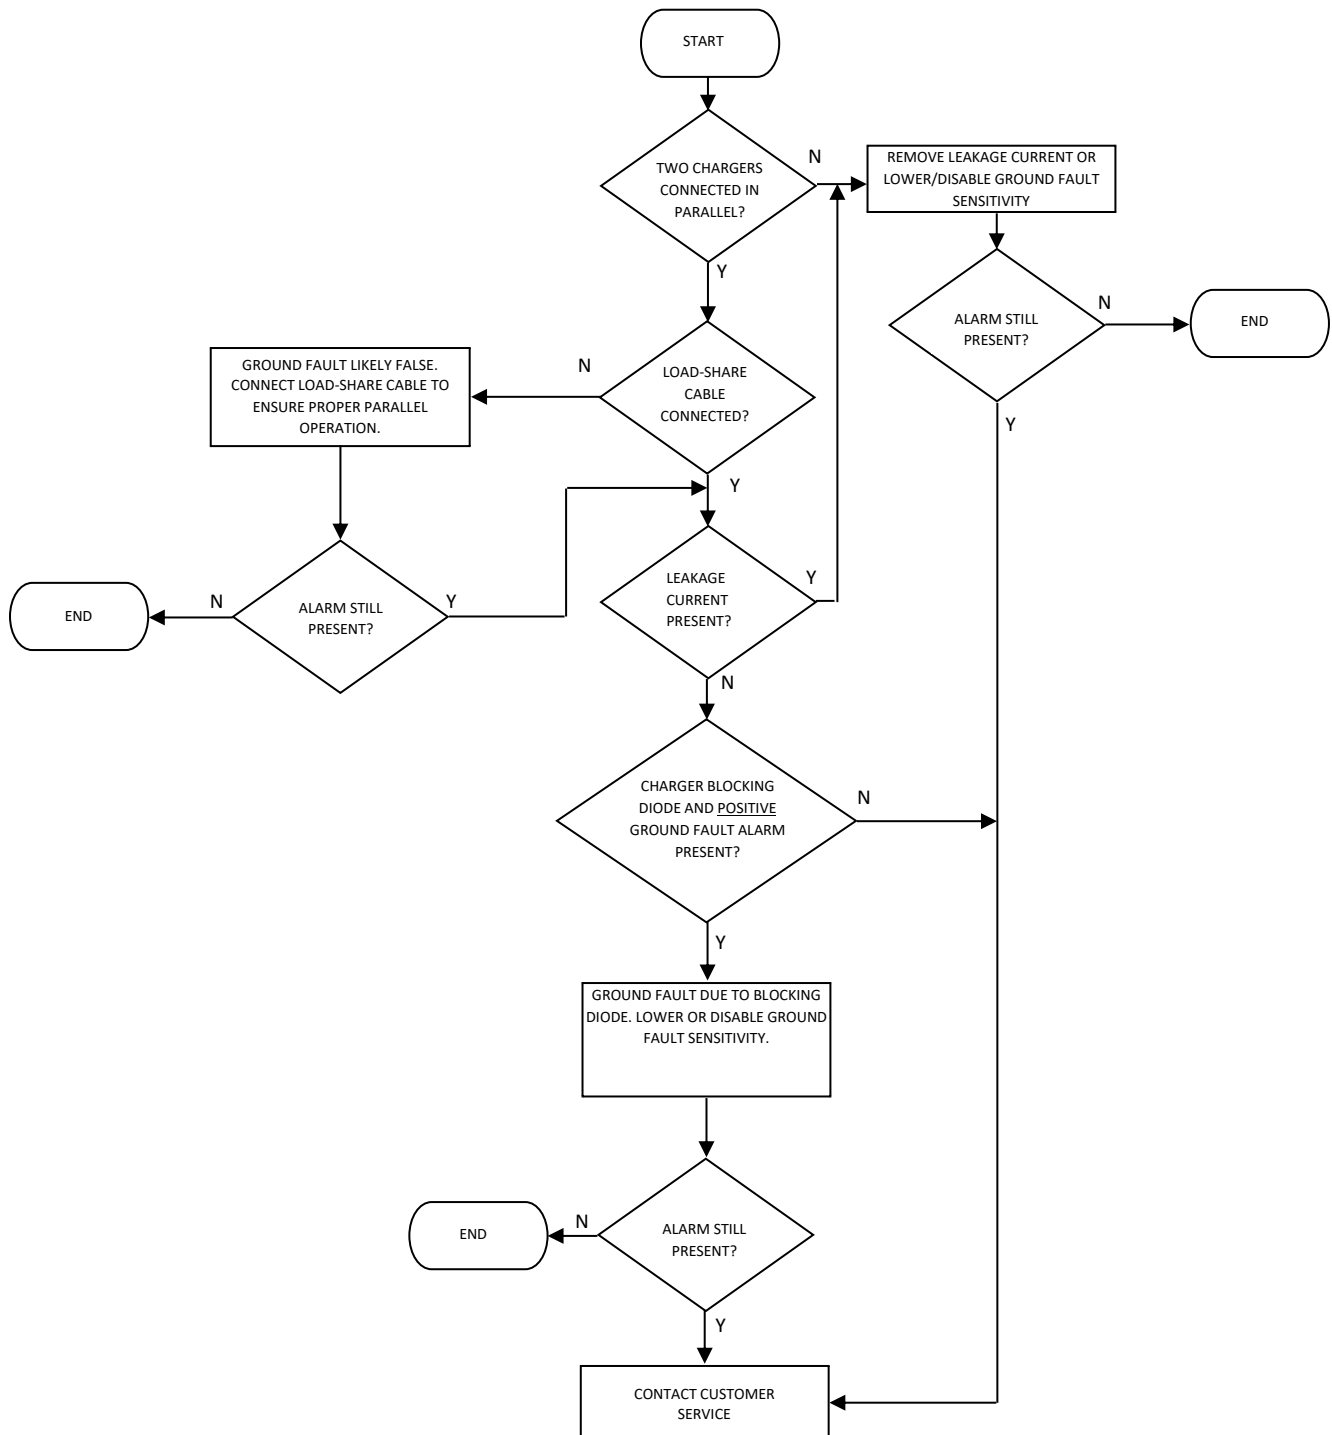 START
TWO CHARGERS
CONNECTED IN
PARALLEL?
N
REMOVE LEAKAGE CURRENT OR
LOWER/DISABLE GROUND FAULT
SENSITIVITY
Y
ALARM STILL
PRESENT?
N
END
Y
LOAD-SHARE
CABLE
CONNECTED?
N
GROUND FAULT LIKELY FALSE.
CONNECT LOAD-SHARE CABLE TO
ENSURE PROPER PARALLEL
OPERATION.
Y
ALARM STILL
PRESENT?
N
END
Y
LEAKAGE
CURRENT
PRESENT?
Y
N
CHARGER BLOCKING
DIODE AND POSITIVE
GROUND FAULT ALARM
PRESENT?
N
Y
GROUND FAULT DUE TO BLOCKING
DIODE. LOWER OR DISABLE GROUND
FAULT SENSITIVITY.
ALARM STILL
PRESENT?
N
END
Y
CONTACT CUSTOMER
SERVICE